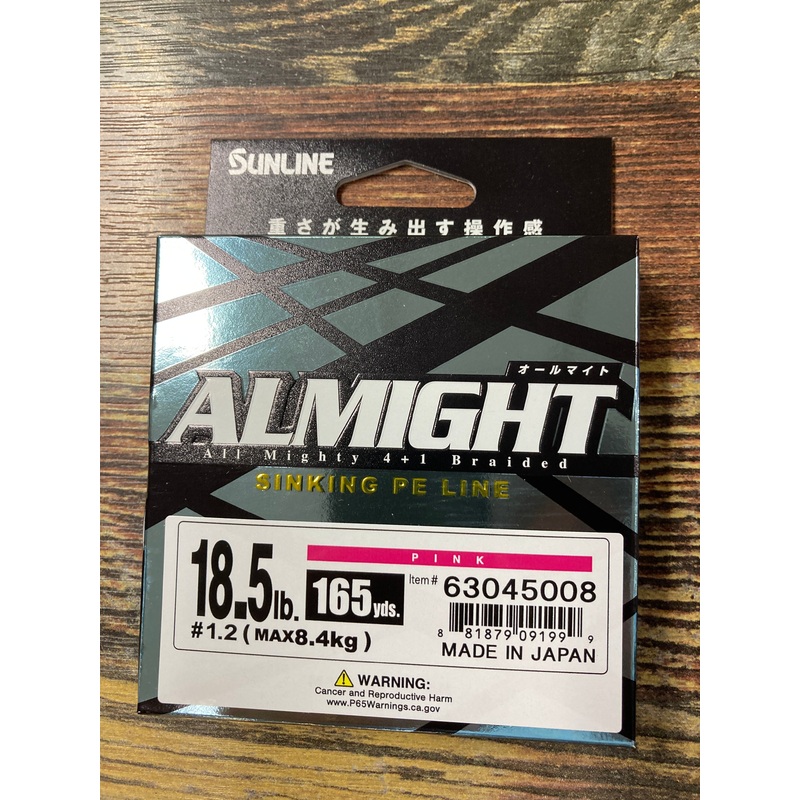 SUNLINE
重さが生み出す操作感
オールマイト
ALMIGHT
All Mighty 4+1 Braided
SINKING PE LINE
PINK
18.5lb. 165yds.
Item# 63045008
#1.2 (MAX8.4kg)
8 81879 09199 9
MADE IN JAPAN
WARNING:
Cancer and Reproductive Harm
www.P65Warnings.ca.gov